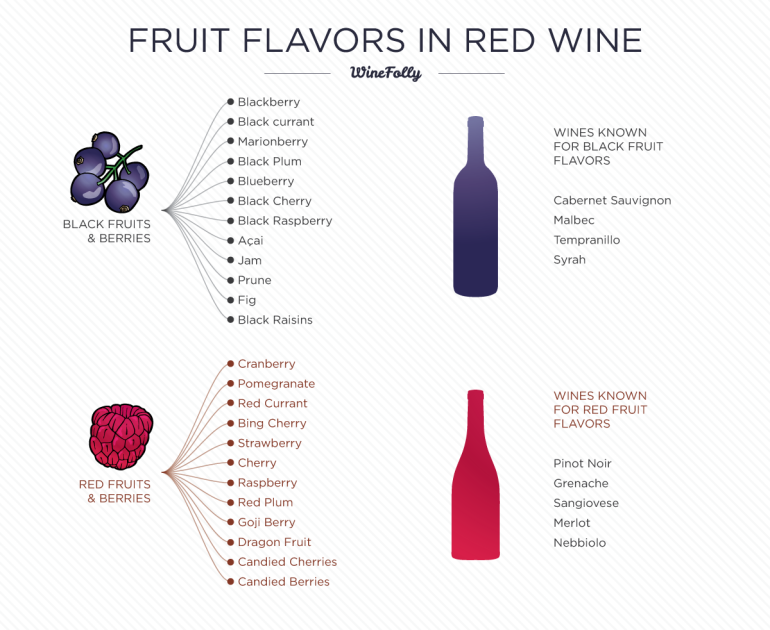 FRUIT FLAVORS IN RED WINE
WineFolly
BLACK FRUITS
& BERRIES
Blackberry
Black currant
Marionberry
Black Plum
Blueberry
Black Cherry
Black Raspberry
Açai
Jam
Prune
Fig
Black Raisins
WINES KNOWN
FOR BLACK FRUIT
FLAVORS
Cabernet Sauvignon
Malbec
Tempranillo
Syrah
RED FRUITS
& BERRIES
Cranberry
Pomegranate
Red Currant
Bing Cherry
Strawberry
Cherry
Raspberry
Red Plum
Goji Berry
Dragon Fruit
Candied Cherries
Candied Berries
WINES KNOWN
FOR RED FRUIT
FLAVORS
Pinot Noir
Grenache
Sangiovese
Merlot
Nebbiolo